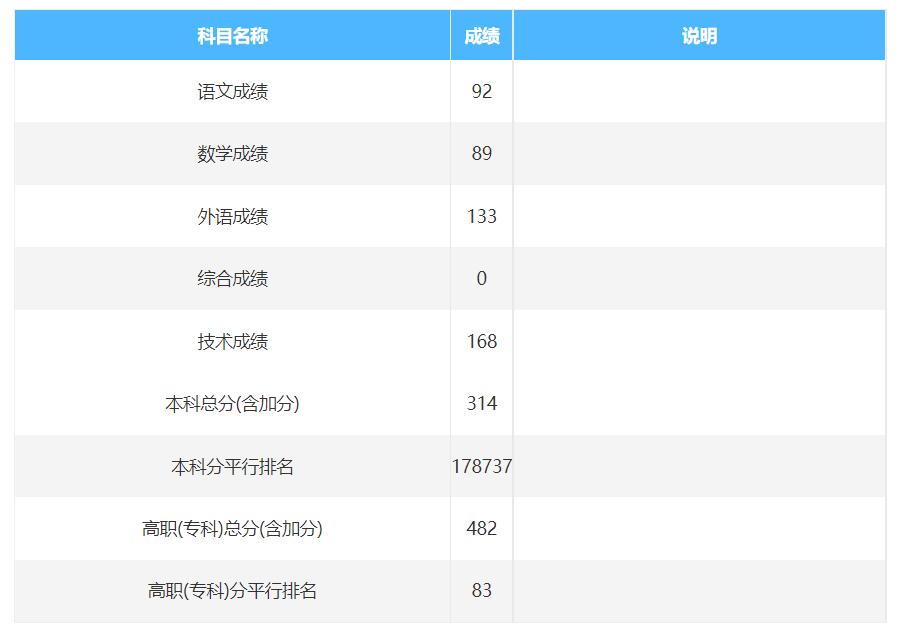 科目名称 成绩 说明
语文成绩 92
数学成绩 89
外语成绩 133
综合成绩 0
技术成绩 168
本科总分(含加分) 314
本科分平行排名 178737
高职(专科)总分(含加分) 482
高职(专科)分平行排名 83